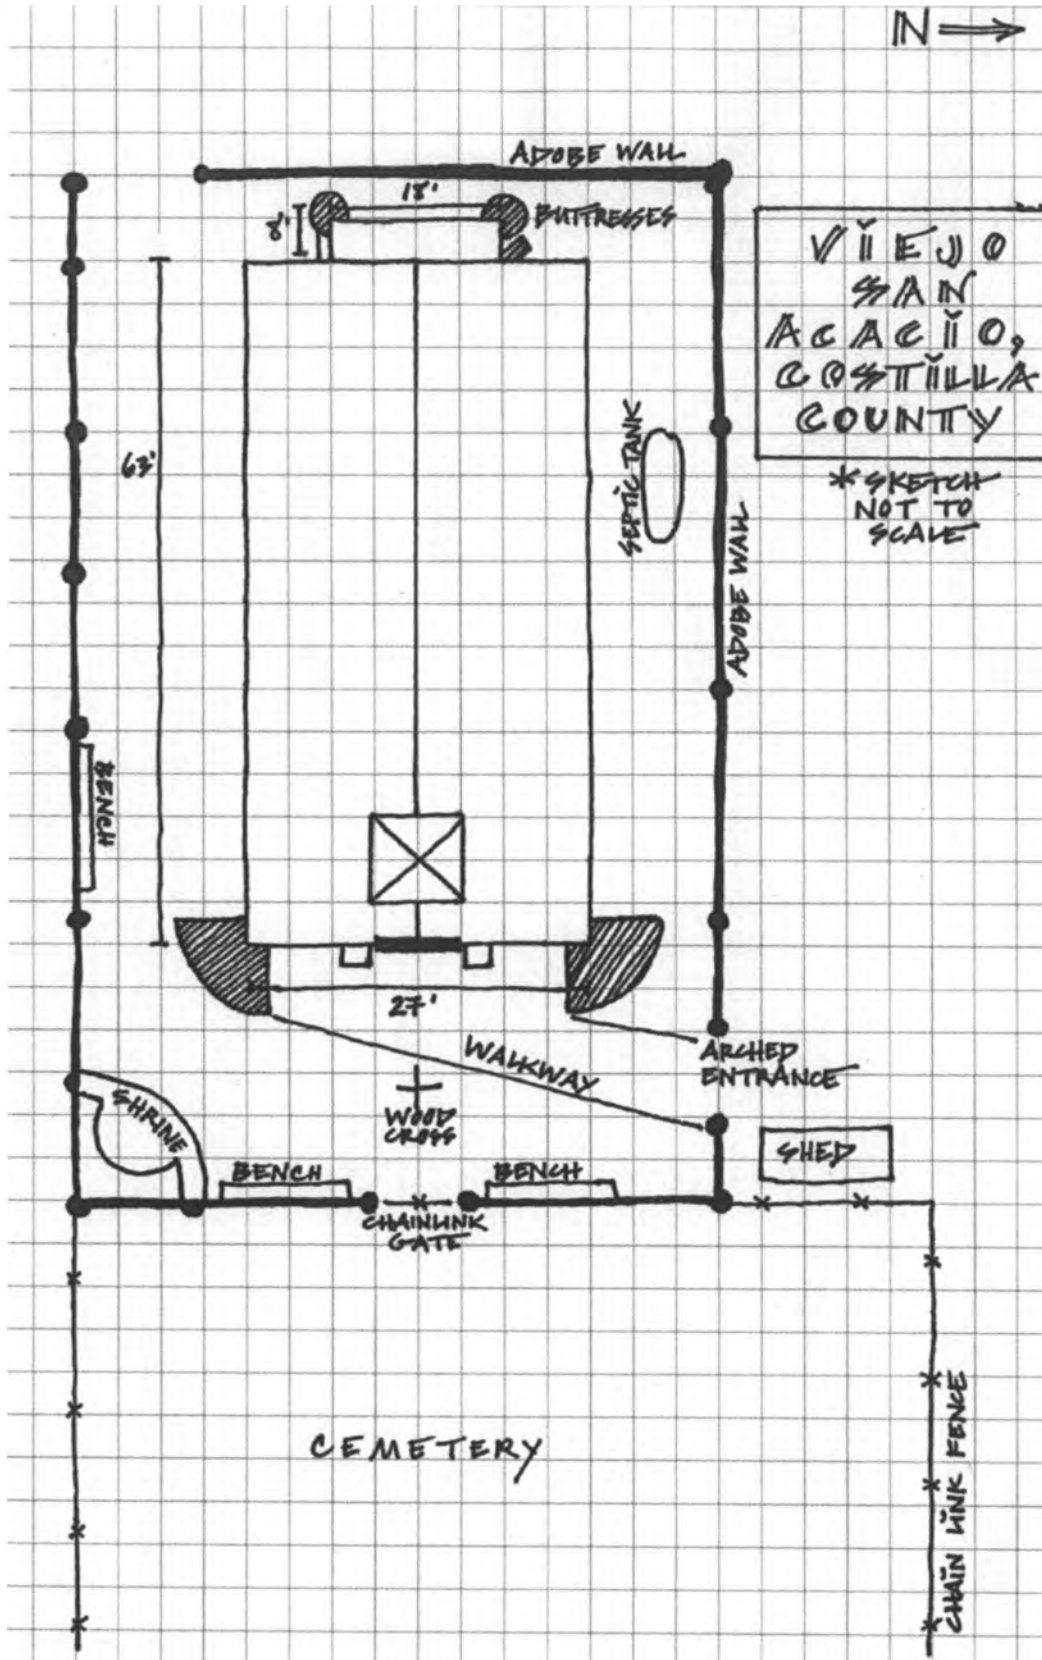 N
ADOBE WALL
18'
8'
BUTTRESSES
VIEJO
SAN
ACACIO,
COSTILLA
COUNTY
* SKETCH
NOT TO
SCALE
63'
SEPTIC TANK
ADOBE WALL
BENCH
27'
WALKWAY
ARCHED
ENTRANCE
WOOD
CROSS
SHRINE
SHED
BENCH
BENCH
CHAINLINK
GATE
CEMETERY
CHAIN LINK FENCE